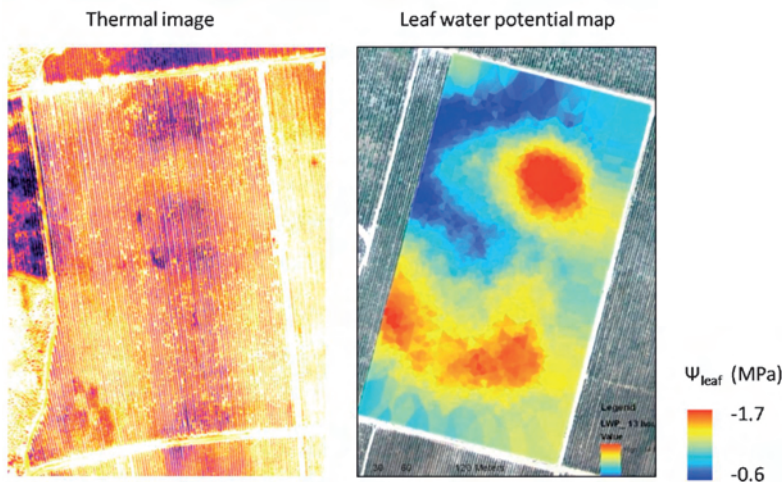 Thermal image
Leaf water potential map
Ψleaf (MPa)
-1.7
-0.6
Legend
Value
30 60 120 Meters